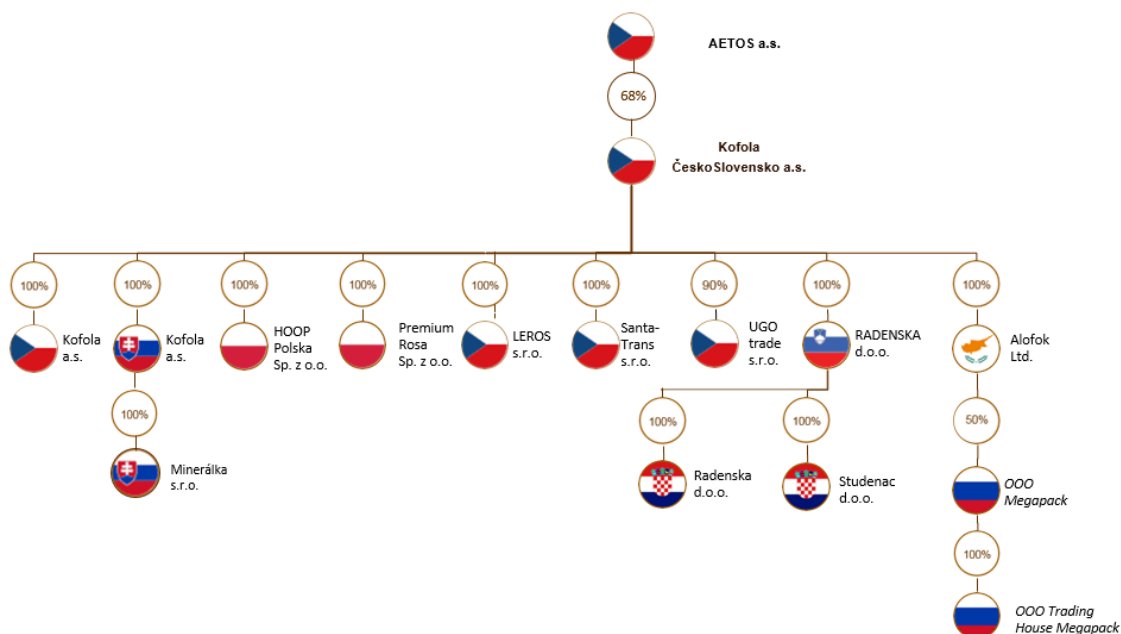 AETOS a.s.
68%
Kofola
ČeskoSlovensko a.s.
100%
100%
100%
100%
100%
100%
90%
100%
100%
Kofola
a.s.
Kofola
a.s.
HOOP
Polska
Sp. z o.o.
Premium
Rosa
Sp. z o.o.
LEROS
s.r.o.
Santa-
Trans
s.r.o.
UGO
trade
s.r.o.
RADENSKA
d.o.o.
Alofok
Ltd.
100%
100%
100%
50%
Minerálka
s.r.o.
Radenska
d.o.o.
Studenac
d.o.o.
OOO
Megapack
100%
OOO Trading
House Megapack